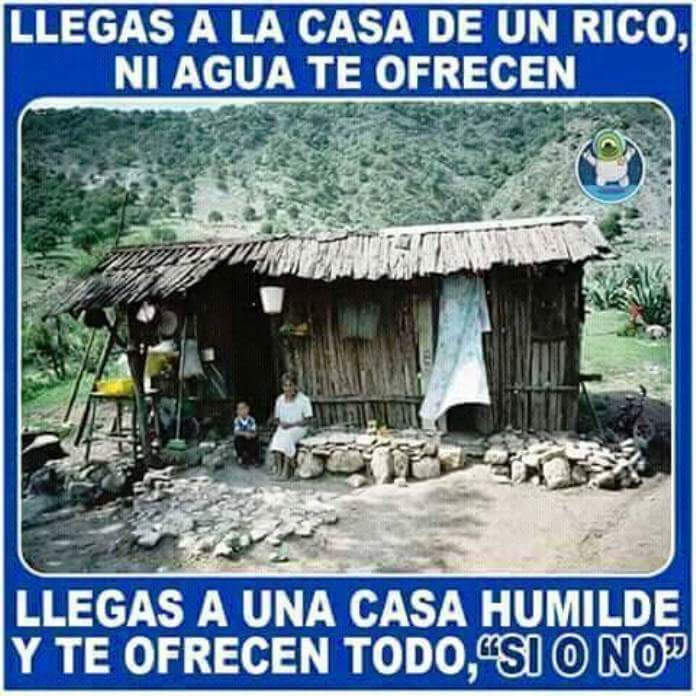 LLEGAS A LA CASA DE UN RICO,
NI AGUA TE OFRECEN
LLEGAS A UNA CASA HUMILDE
Y TE OFRECEN TODO,“SI O NO”